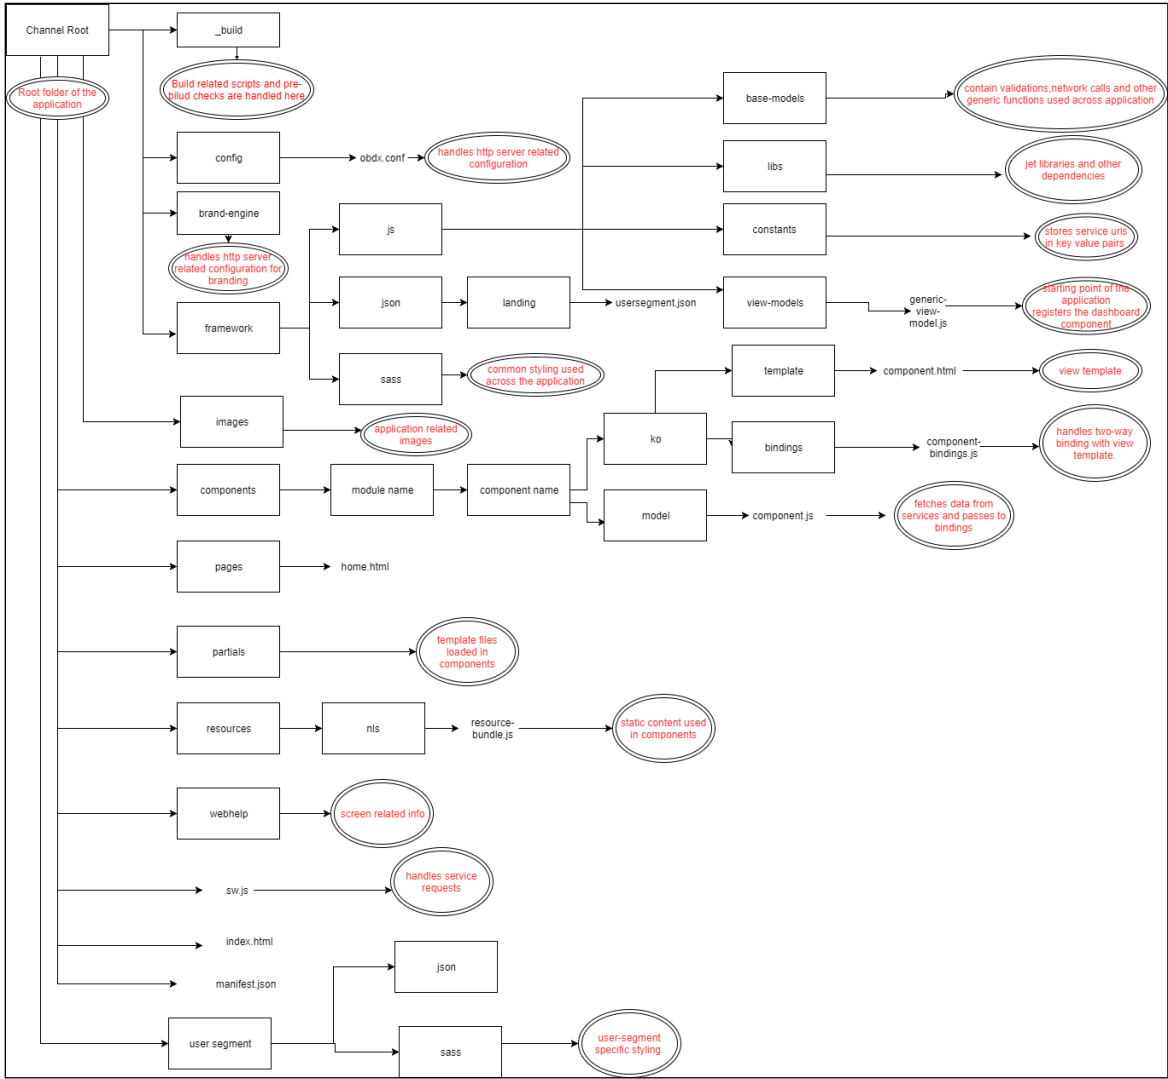 Channel Root
Root folder of the
application
_build
Build related scripts and pre-
bilud checks are handled here
config
obdx.conf
handles http server related
configuration
brand-engine
handles http server
related configuration for
branding
framework
js
base-models
contain validations,network calls and other
generic functions used across application
libs
jet libraries and other
dependencies
constants
stores service urls
in key value pairs
view-models
generic-
view-
model.js
starting point of the
application
registers the dashboard
component
json
landing
usersegment.json
sass
common styling used
across the application
images
application related
images
components
module name
component name
ko
template
component.html
view template
bindings
component-
bindings.js
handles two-way
binding with view
template.
model
component.js
fetches data from
services and passes to
bindings
pages
home.html
partials
template files
loaded in
components
resources
nls
resource-
bundle.js
static content used
in components
webhelp
screen related info
sw.js
handles service
requests
index.html
manifest.json
user segment
json
sass
user-segment
specific styling.